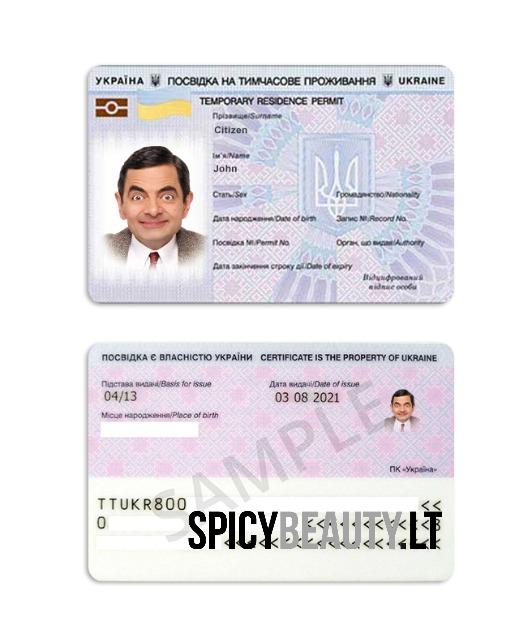 УКРАЇНА ПОСВІДКА НА ТИМЧАСОВЕ ПРОЖИВАННЯ UKRAINE
TEMPORARY RESIDENCE PERMIT
Прізвище/Surname
Citizen
Ім'я/Name
John
Стать/Sex Громадянство/Nationality
Дата народження/Date of birth Запис №/Record No.
Посвідка №/Permit No. Орган, що видав/Authority
Дата закінчення строку дії/Date of expiry
Відцифрований
підпис особи
ПОСВІДКА Є ВЛАСНІСТЮ УКРАЇНИ CERTIFICATE IS THE PROPERTY OF UKRAINE
Підстава видачі/Basis for issue Дата видачі/Date of issue
04/13 03 08 2021
Місце народження/Place of birth
SAMPLE
ПК «Україна»
TTUKR800 <<
0 <<<<<<<<<<<8
SPICYBEAUTY.LT